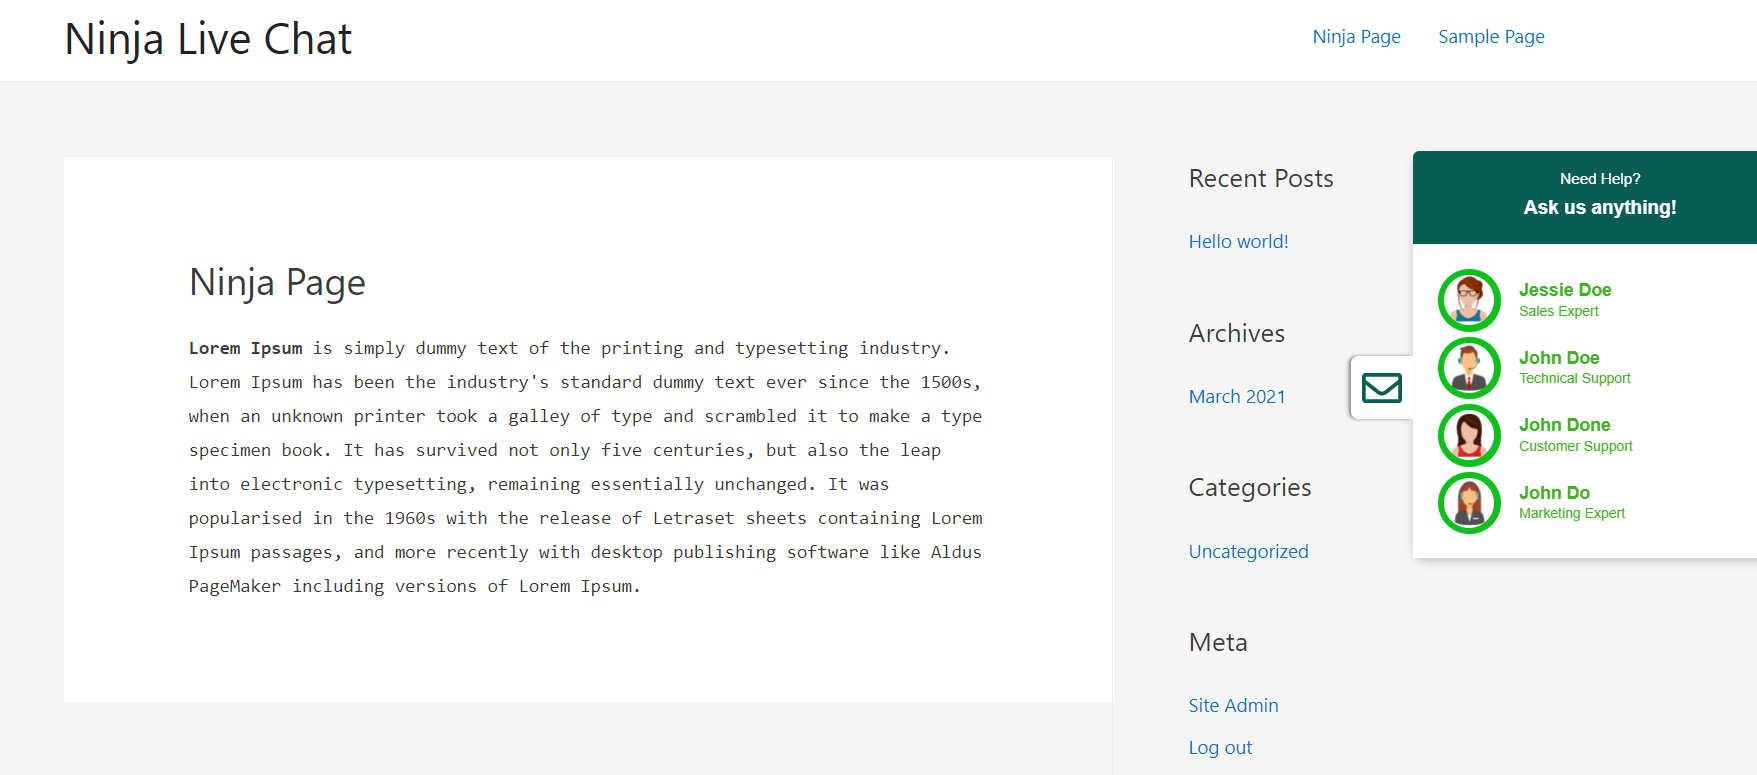 Ninja Live Chat
Ninja Page
Sample Page
Ninja Page
Lorem Ipsum is simply dummy text of the printing and typesetting industry.
Lorem Ipsum has been the industry's standard dummy text ever since the 1500s,
when an unknown printer took a galley of type and scrambled it to make a type
specimen book. It has survived not only five centuries, but also the leap
into electronic typesetting, remaining essentially unchanged. It was
popularised in the 1960s with the release of Letraset sheets containing Lorem
Ipsum passages, and more recently with desktop publishing software like Aldus
PageMaker including versions of Lorem Ipsum.
Recent Posts
Hello world!
Archives
March 2021
Categories
Uncategorized
Meta
Site Admin
Log out
Need Help?
Ask us anything!
Jessie Doe
Sales Expert
John Doe
Technical Support
John Done
Customer Support
John Do
Marketing Expert